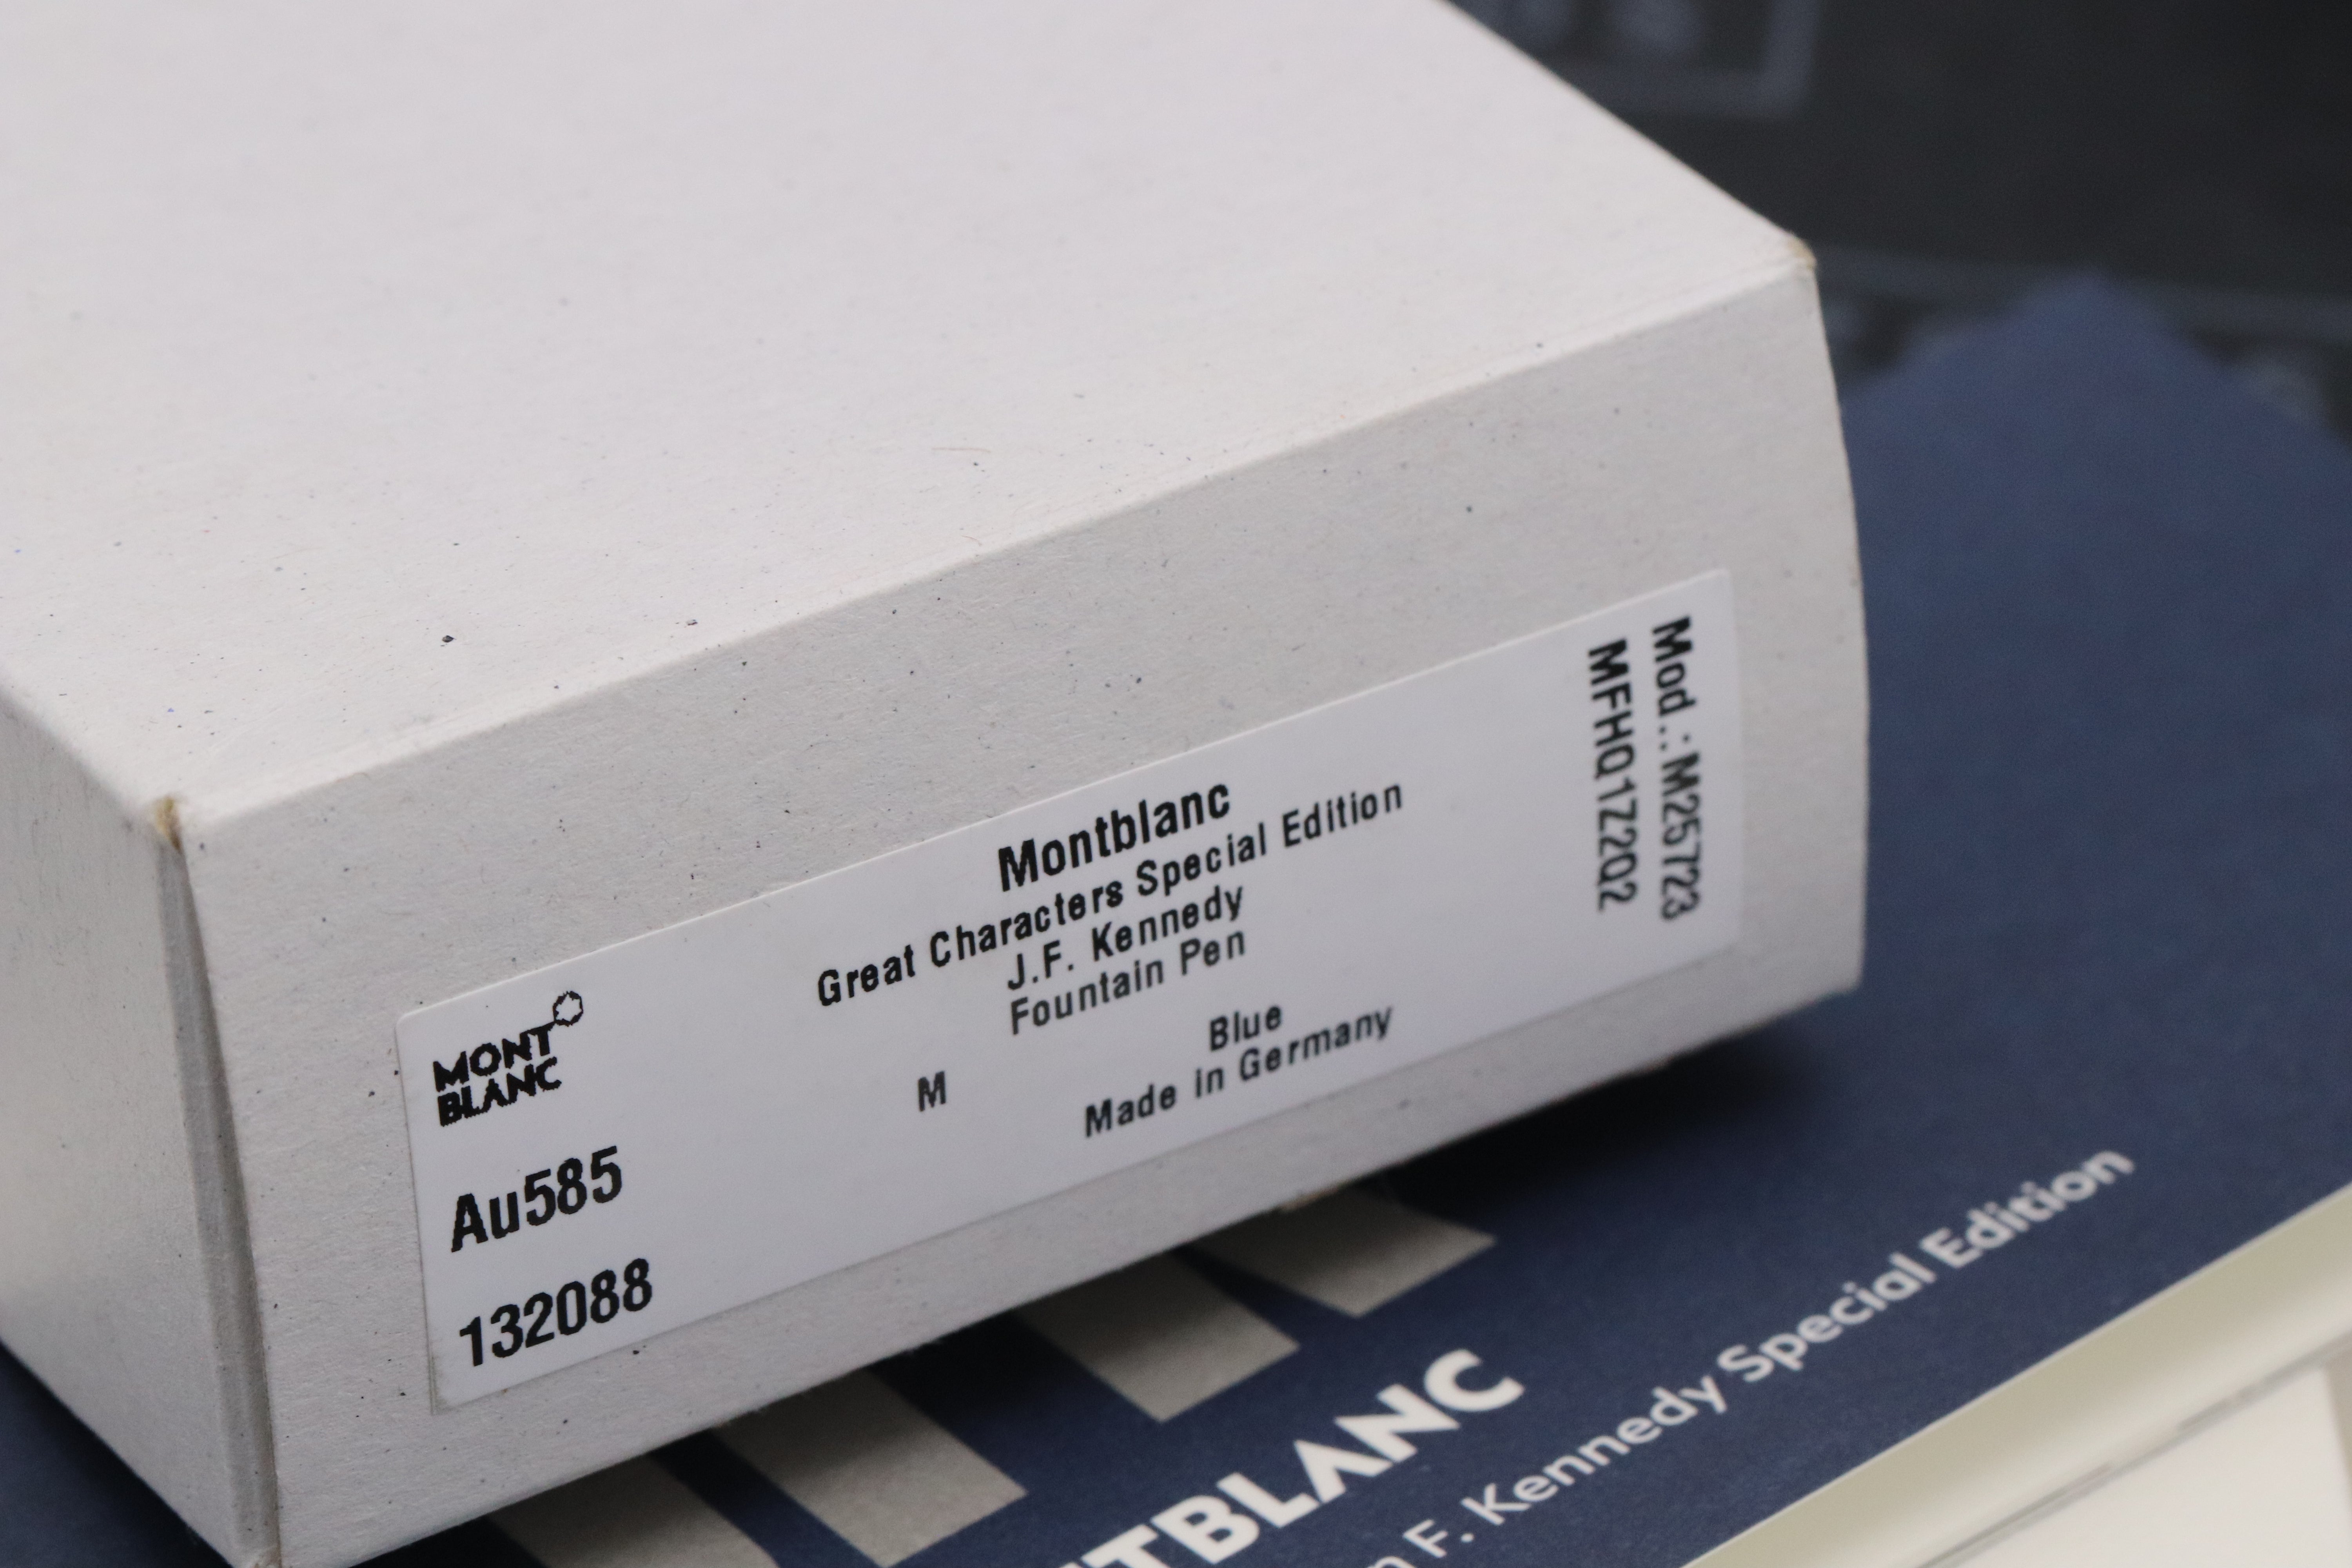 MONT
BLANC
Au585
132088
Montblanc
Great Characters Special Edition
J.F. Kennedy
Fountain Pen
M
Blue
Made in Germany
Mod.: M25723
MFHQ1Z2Q2
TBLANC
F. Kennedy Special Edition